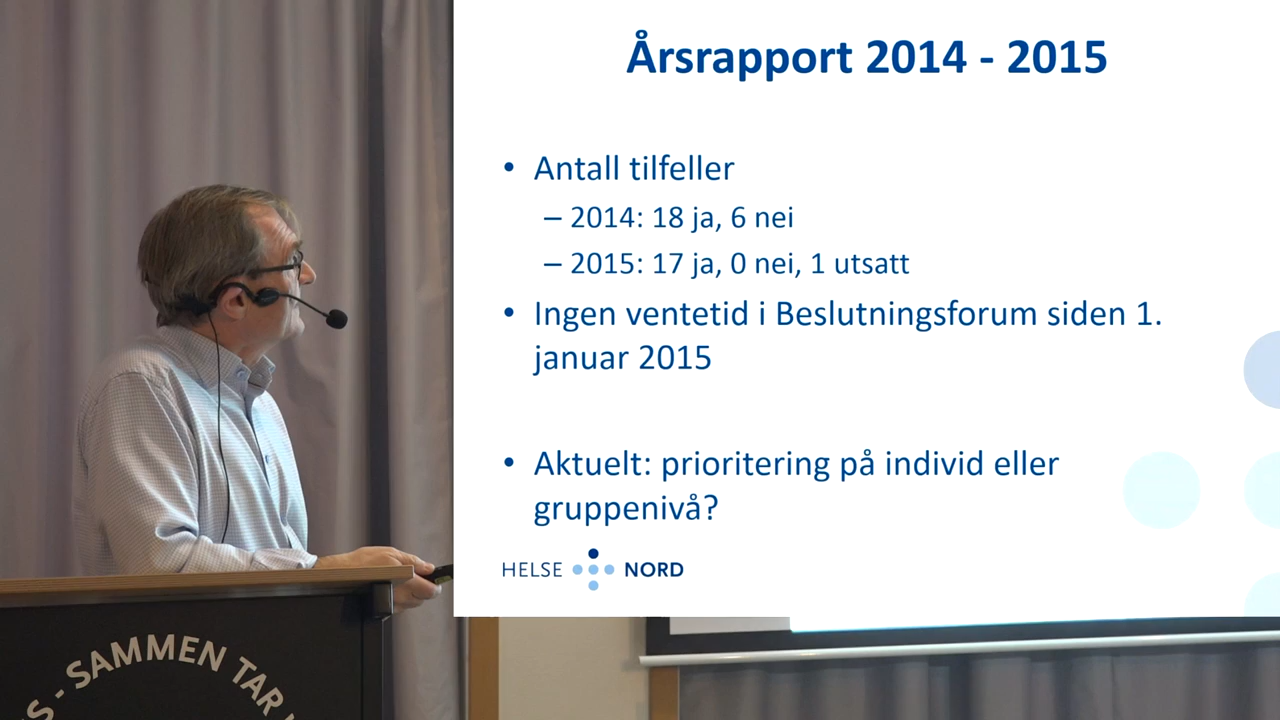 Årsrapport 2014 - 2015
• Antall tilfeller
– 2014: 18 ja, 6 nei
– 2015: 17 ja, 0 nei, 1 utsatt
• Ingen ventetid i Beslutningsforum siden 1.
januar 2015
• Aktuelt: prioritering på individ eller
gruppenivå?
HELSE NORD
- SAMMEN TAR